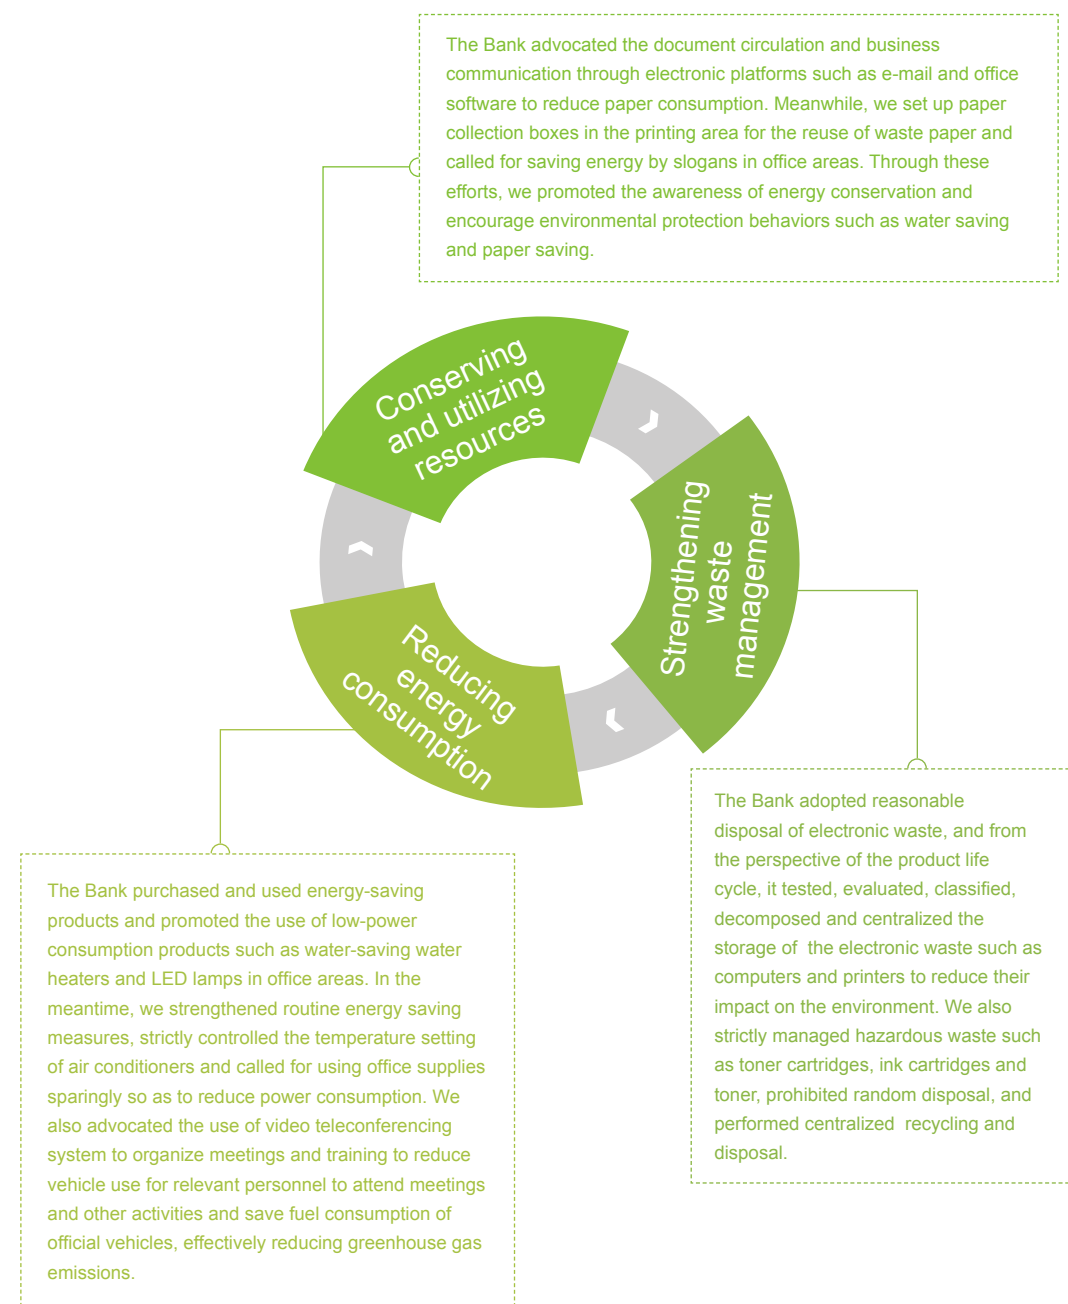 The Bank advocated the document circulation and business
communication through electronic platforms such as e-mail and office
software to reduce paper consumption. Meanwhile, we set up paper
collection boxes in the printing area for the reuse of waste paper and
called for saving energy by slogans in office areas. Through these
efforts, we promoted the awareness of energy conservation and
encourage environmental protection behaviors such as water saving
and paper saving.
Conserving
and utilizing
resources
Strengthening
waste
management
Reducing
energy
consumption
The Bank adopted reasonable
disposal of electronic waste, and from
the perspective of the product life
cycle, it tested, evaluated, classified,
decomposed and centralized the
storage of  the electronic waste such as
computers and printers to reduce their
impact on the environment. We also
strictly managed hazardous waste such
as toner cartridges, ink cartridges and
toner, prohibited random disposal, and
performed centralized  recycling and
disposal.
The Bank purchased and used energy-saving
products and promoted the use of low-power
consumption products such as water-saving water
heaters and LED lamps in office areas. In the
meantime, we strengthened routine energy saving
measures, strictly controlled the temperature setting
of air conditioners and called for using office supplies
sparingly so as to reduce power consumption. We
also advocated the use of video teleconferencing
system to organize meetings and training to reduce
vehicle use for relevant personnel to attend meetings
and other activities and save fuel consumption of
official vehicles, effectively reducing greenhouse gas
emissions.